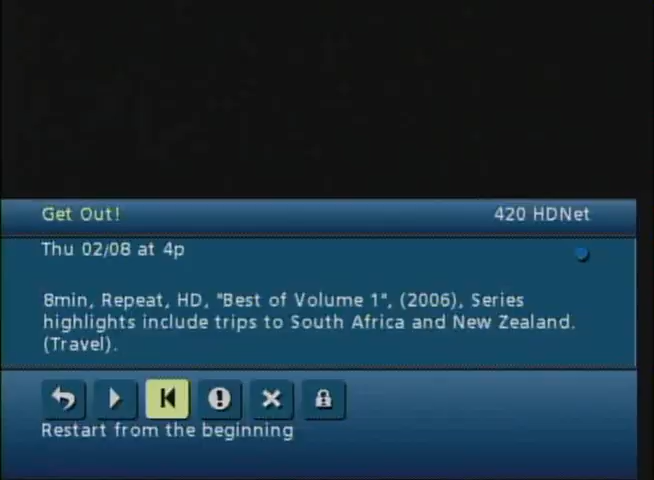 Get Out!
420 HDNet
Thu 02/08 at 4p
8min, Repeat, HD, "Best of Volume 1", (2006), Series
highlights include trips to South Africa and New Zealand.
(Travel).
Restart from the beginning